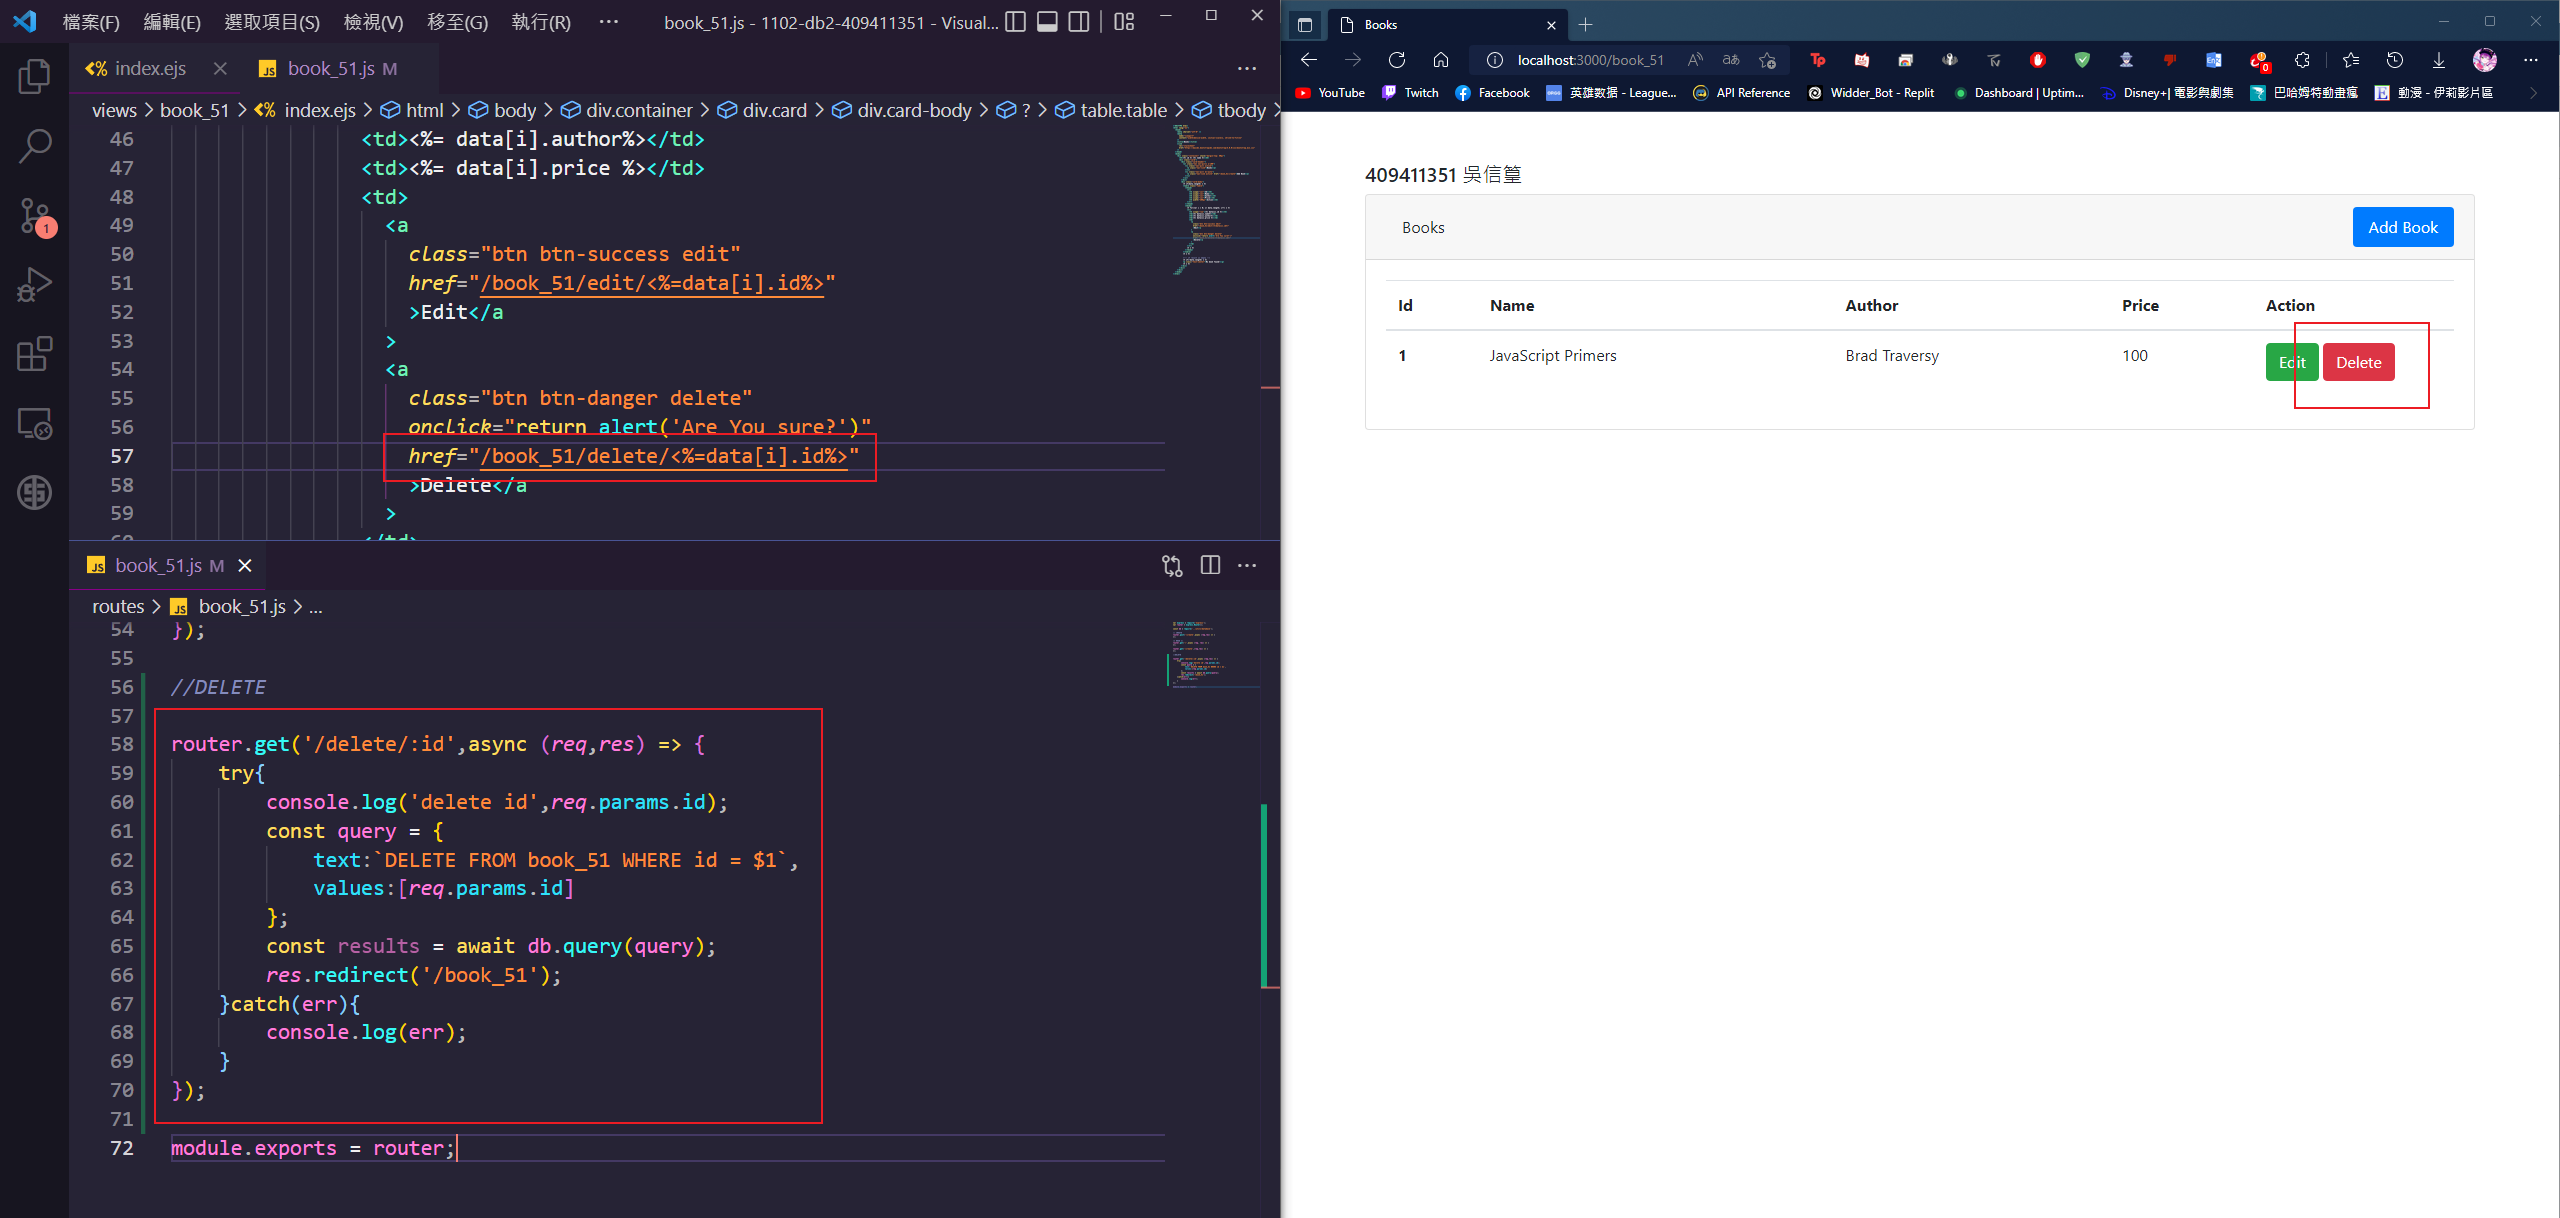 檔案(F) 編輯(E) 選取項目(S) 檢視(V) 移至(G) 執行(R) ··· book_51.js - 1102-db2-409411351 - Visual...
index.ejs
JS book_51.js M
views > book_51 > index.ejs > html > body > div.container > div.card > div.card-body > ? > table.table > tbody >
46 <td><%= data[i].author%></td>
47 <td><%= data[i].price %></td>
48 <td>
49 <a
50 class="btn btn-success edit"
51 href="/book_51/edit/<%=data[i].id%>"
52 >Edit</a
53 >
54 <a
55 class="btn btn-danger delete"
56 onclick="return alert('Are You sure?')"
57 href="/book_51/delete/<%=data[i].id%>"
58 >Delete</a
59 >
60 </td>
1
JS book_51.js M
routes > JS book_51.js > ...
54 });
55
56 //DELETE
57
58 router.get('/delete/:id',async (req,res) => {
59 try{
60 console.log('delete id',req.params.id);
61 const query = {
62 text:`DELETE FROM book_51 WHERE id = $1`,
63 values:[req.params.id]
64 };
65 const results = await db.query(query);
66 res.redirect('/book_51');
67 }catch(err){
68 console.log(err);
69 }
70 });
71
72 module.exports = router;
Books
localhost:3000/book_51
YouTube Twitch Facebook 英雄数据 - League... API Reference Widder_Bot - Replit Dashboard | Uptim... Disney+| 電影與劇集 巴哈姆特動畫瘋 動漫 - 伊莉影片區
409411351 吳信篁
Books
Add Book
Id Name Author Price Action
1 JavaScript Primers Brad Traversy 100 Edit Delete